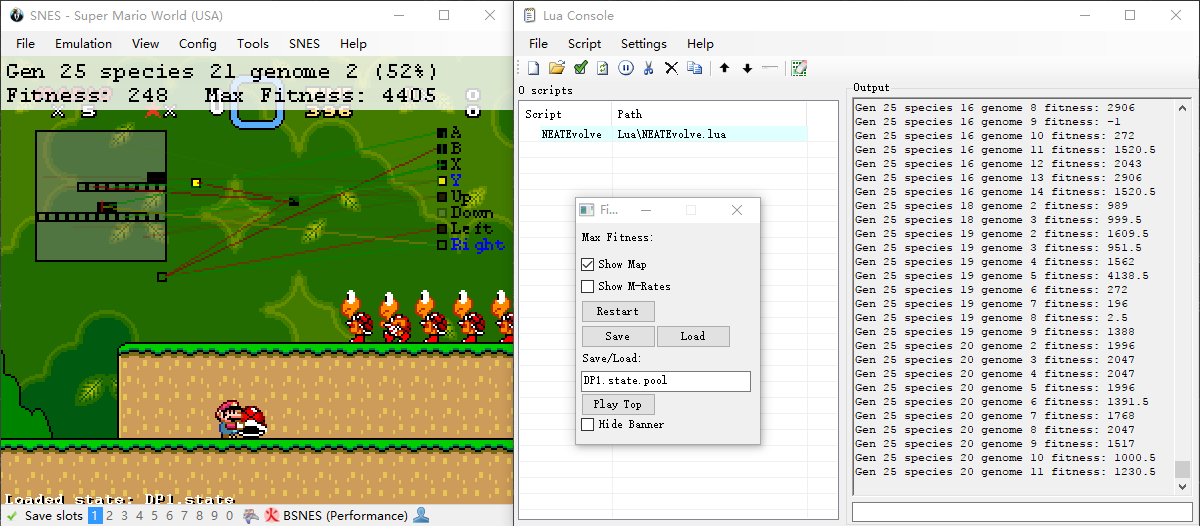 SNES - Super Mario World (USA)
File Emulation View Config Tools SNES Help
Gen 25 species 21 genome 2 (52%)
Fitness: 248 Max Fitness: 4405
x 5 x 0 396 0
0
A
B
X
Y
Up
Down
Left
Right
Loaded state: DP1.state
Save slots 1 2 3 4 5 6 7 8 9 0 火 BSNES (Performance)
Lua Console
File Script Settings Help
0 scripts
Script Path
NEATEvolve Lua\NEATEvolve.lua
Fi...
Max Fitness:
Show Map
Show M-Rates
Restart
Save Load
Save/Load:
DP1.state.pool
Play Top
Hide Banner
Output
Gen 25 species 16 genome 8 fitness: 2906
Gen 25 species 16 genome 9 fitness: -1
Gen 25 species 16 genome 10 fitness: 272
Gen 25 species 16 genome 11 fitness: 1520.5
Gen 25 species 16 genome 12 fitness: 2043
Gen 25 species 16 genome 13 fitness: 2906
Gen 25 species 16 genome 14 fitness: 1520.5
Gen 25 species 18 genome 2 fitness: 989
Gen 25 species 18 genome 3 fitness: 999.5
Gen 25 species 19 genome 2 fitness: 1609.5
Gen 25 species 19 genome 3 fitness: 951.5
Gen 25 species 19 genome 4 fitness: 1562
Gen 25 species 19 genome 5 fitness: 4138.5
Gen 25 species 19 genome 6 fitness: 272
Gen 25 species 19 genome 7 fitness: 196
Gen 25 species 19 genome 8 fitness: 2.5
Gen 25 species 19 genome 9 fitness: 1388
Gen 25 species 20 genome 2 fitness: 1996
Gen 25 species 20 genome 3 fitness: 2047
Gen 25 species 20 genome 4 fitness: 2047
Gen 25 species 20 genome 5 fitness: 1996
Gen 25 species 20 genome 6 fitness: 1391.5
Gen 25 species 20 genome 7 fitness: 1768
Gen 25 species 20 genome 8 fitness: 2047
Gen 25 species 20 genome 9 fitness: 1517
Gen 25 species 20 genome 10 fitness: 1000.5
Gen 25 species 20 genome 11 fitness: 1230.5